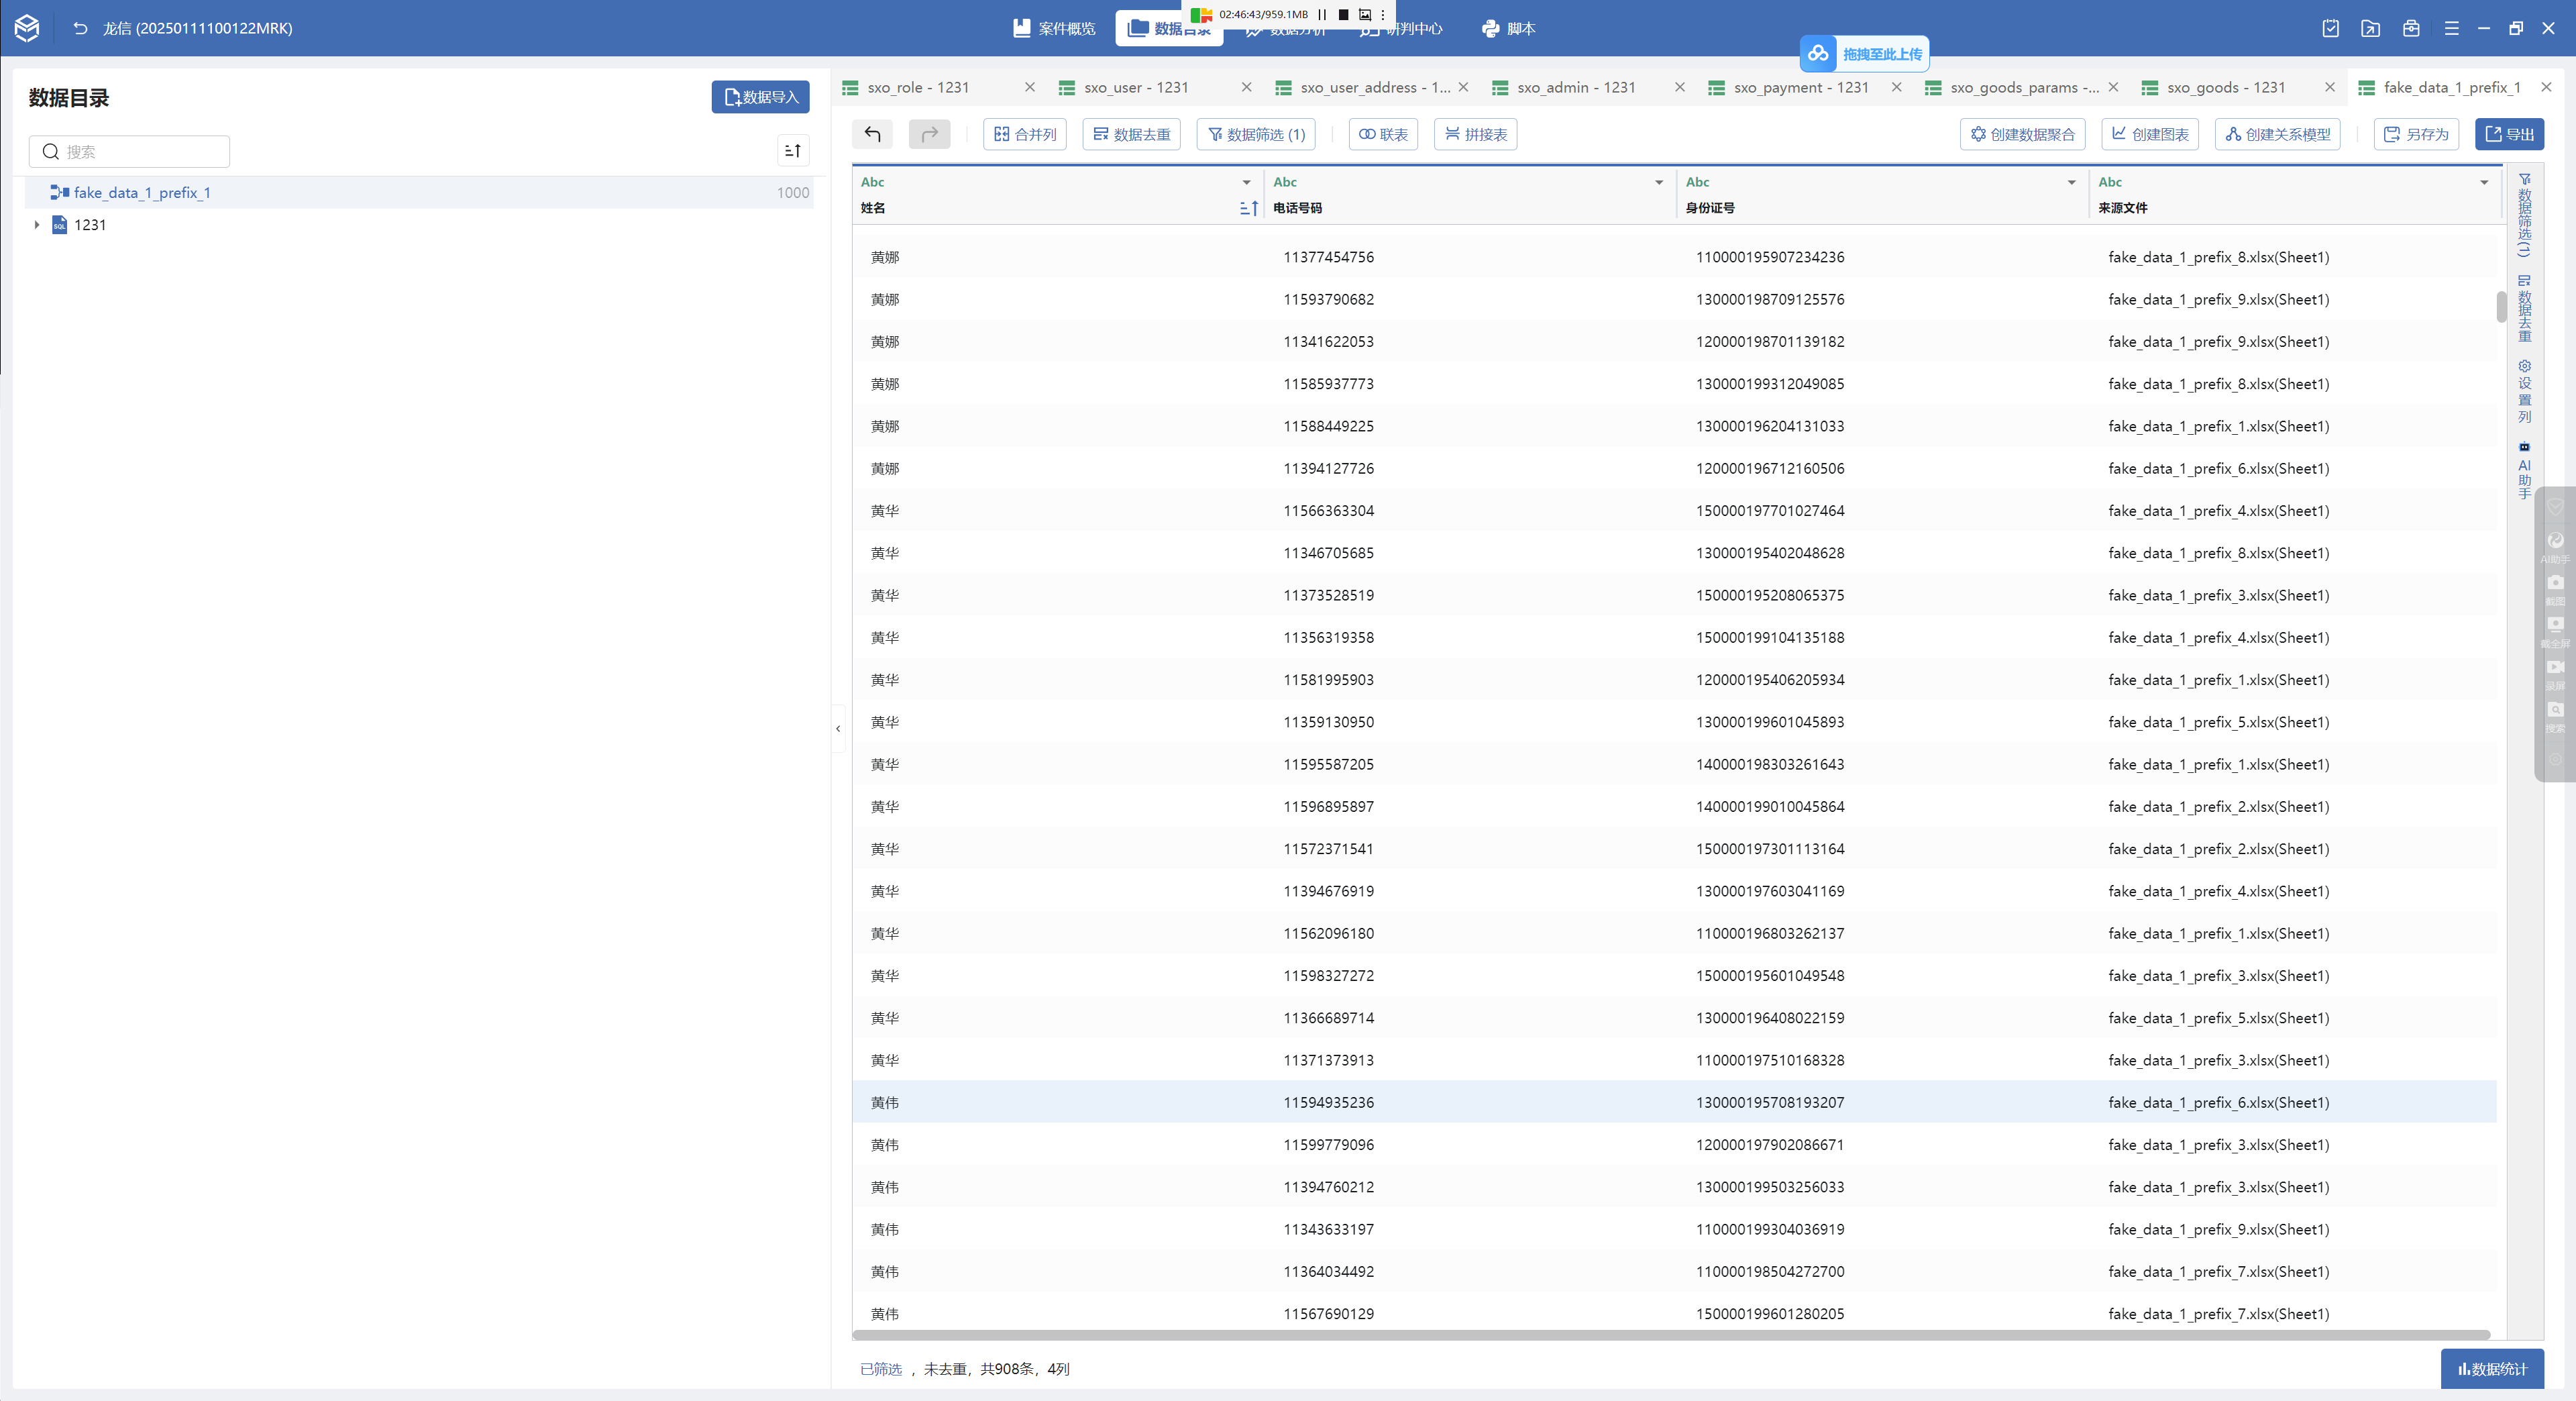 龙信 (20250111100122MRK)
案件概览
数据目录
数据分析
研判中心
脚本
02:46:43/959.1MB
拖拽至此上传
数据目录
数据导入
搜索
fake_data_1_prefix_1 1000
1231
sxo_role - 1231
sxo_user - 1231
sxo_user_address - 1...
sxo_admin - 1231
sxo_payment - 1231
sxo_goods_params -...
sxo_goods - 1231
fake_data_1_prefix_1
合并列
数据去重
数据筛选 (1)
联表
拼接表
创建数据聚合
创建图表
创建关系模型
另存为
导出
Abc Abc Abc Abc
姓名 电话号码 身份证号 来源文件
黄娜 11377454756 110000195907234236 fake_data_1_prefix_8.xlsx(Sheet1)
黄娜 11593790682 130000198709125576 fake_data_1_prefix_9.xlsx(Sheet1)
黄娜 11341622053 120000198701139182 fake_data_1_prefix_9.xlsx(Sheet1)
黄娜 11585937773 130000199312049085 fake_data_1_prefix_8.xlsx(Sheet1)
黄娜 11588449225 130000196204131033 fake_data_1_prefix_1.xlsx(Sheet1)
黄娜 11394127726 120000196712160506 fake_data_1_prefix_6.xlsx(Sheet1)
黄华 11566363304 150000197701027464 fake_data_1_prefix_4.xlsx(Sheet1)
黄华 11346705685 130000195402048628 fake_data_1_prefix_8.xlsx(Sheet1)
黄华 11373528519 150000195208065375 fake_data_1_prefix_3.xlsx(Sheet1)
黄华 11356319358 150000199104135188 fake_data_1_prefix_4.xlsx(Sheet1)
黄华 11581995903 120000195406205934 fake_data_1_prefix_1.xlsx(Sheet1)
黄华 11359130950 130000199601045893 fake_data_1_prefix_5.xlsx(Sheet1)
黄华 11595587205 140000198303261643 fake_data_1_prefix_1.xlsx(Sheet1)
黄华 11596895897 140000199010045864 fake_data_1_prefix_2.xlsx(Sheet1)
黄华 11572371541 150000197301113164 fake_data_1_prefix_2.xlsx(Sheet1)
黄华 11394676919 130000197603041169 fake_data_1_prefix_4.xlsx(Sheet1)
黄华 11562096180 110000196803262137 fake_data_1_prefix_1.xlsx(Sheet1)
黄华 11598327272 150000195601049548 fake_data_1_prefix_3.xlsx(Sheet1)
黄华 11366689714 130000196408022159 fake_data_1_prefix_5.xlsx(Sheet1)
黄华 11371373913 110000197510168328 fake_data_1_prefix_3.xlsx(Sheet1)
黄伟 11594935236 130000195708193207 fake_data_1_prefix_6.xlsx(Sheet1)
黄伟 11599779096 120000197902086671 fake_data_1_prefix_3.xlsx(Sheet1)
黄伟 11394760212 130000199503256033 fake_data_1_prefix_3.xlsx(Sheet1)
黄伟 11343633197 110000199304036919 fake_data_1_prefix_9.xlsx(Sheet1)
黄伟 11364034492 110000198504272700 fake_data_1_prefix_7.xlsx(Sheet1)
黄伟 11567690129 150000199601280205 fake_data_1_prefix_7.xlsx(Sheet1)
数据筛选(1)
数据去重
设置列
AI助手
AI助手
截图
截全屏
录屏
搜索
已筛选 ， 未去重，共908条，4列
数据统计